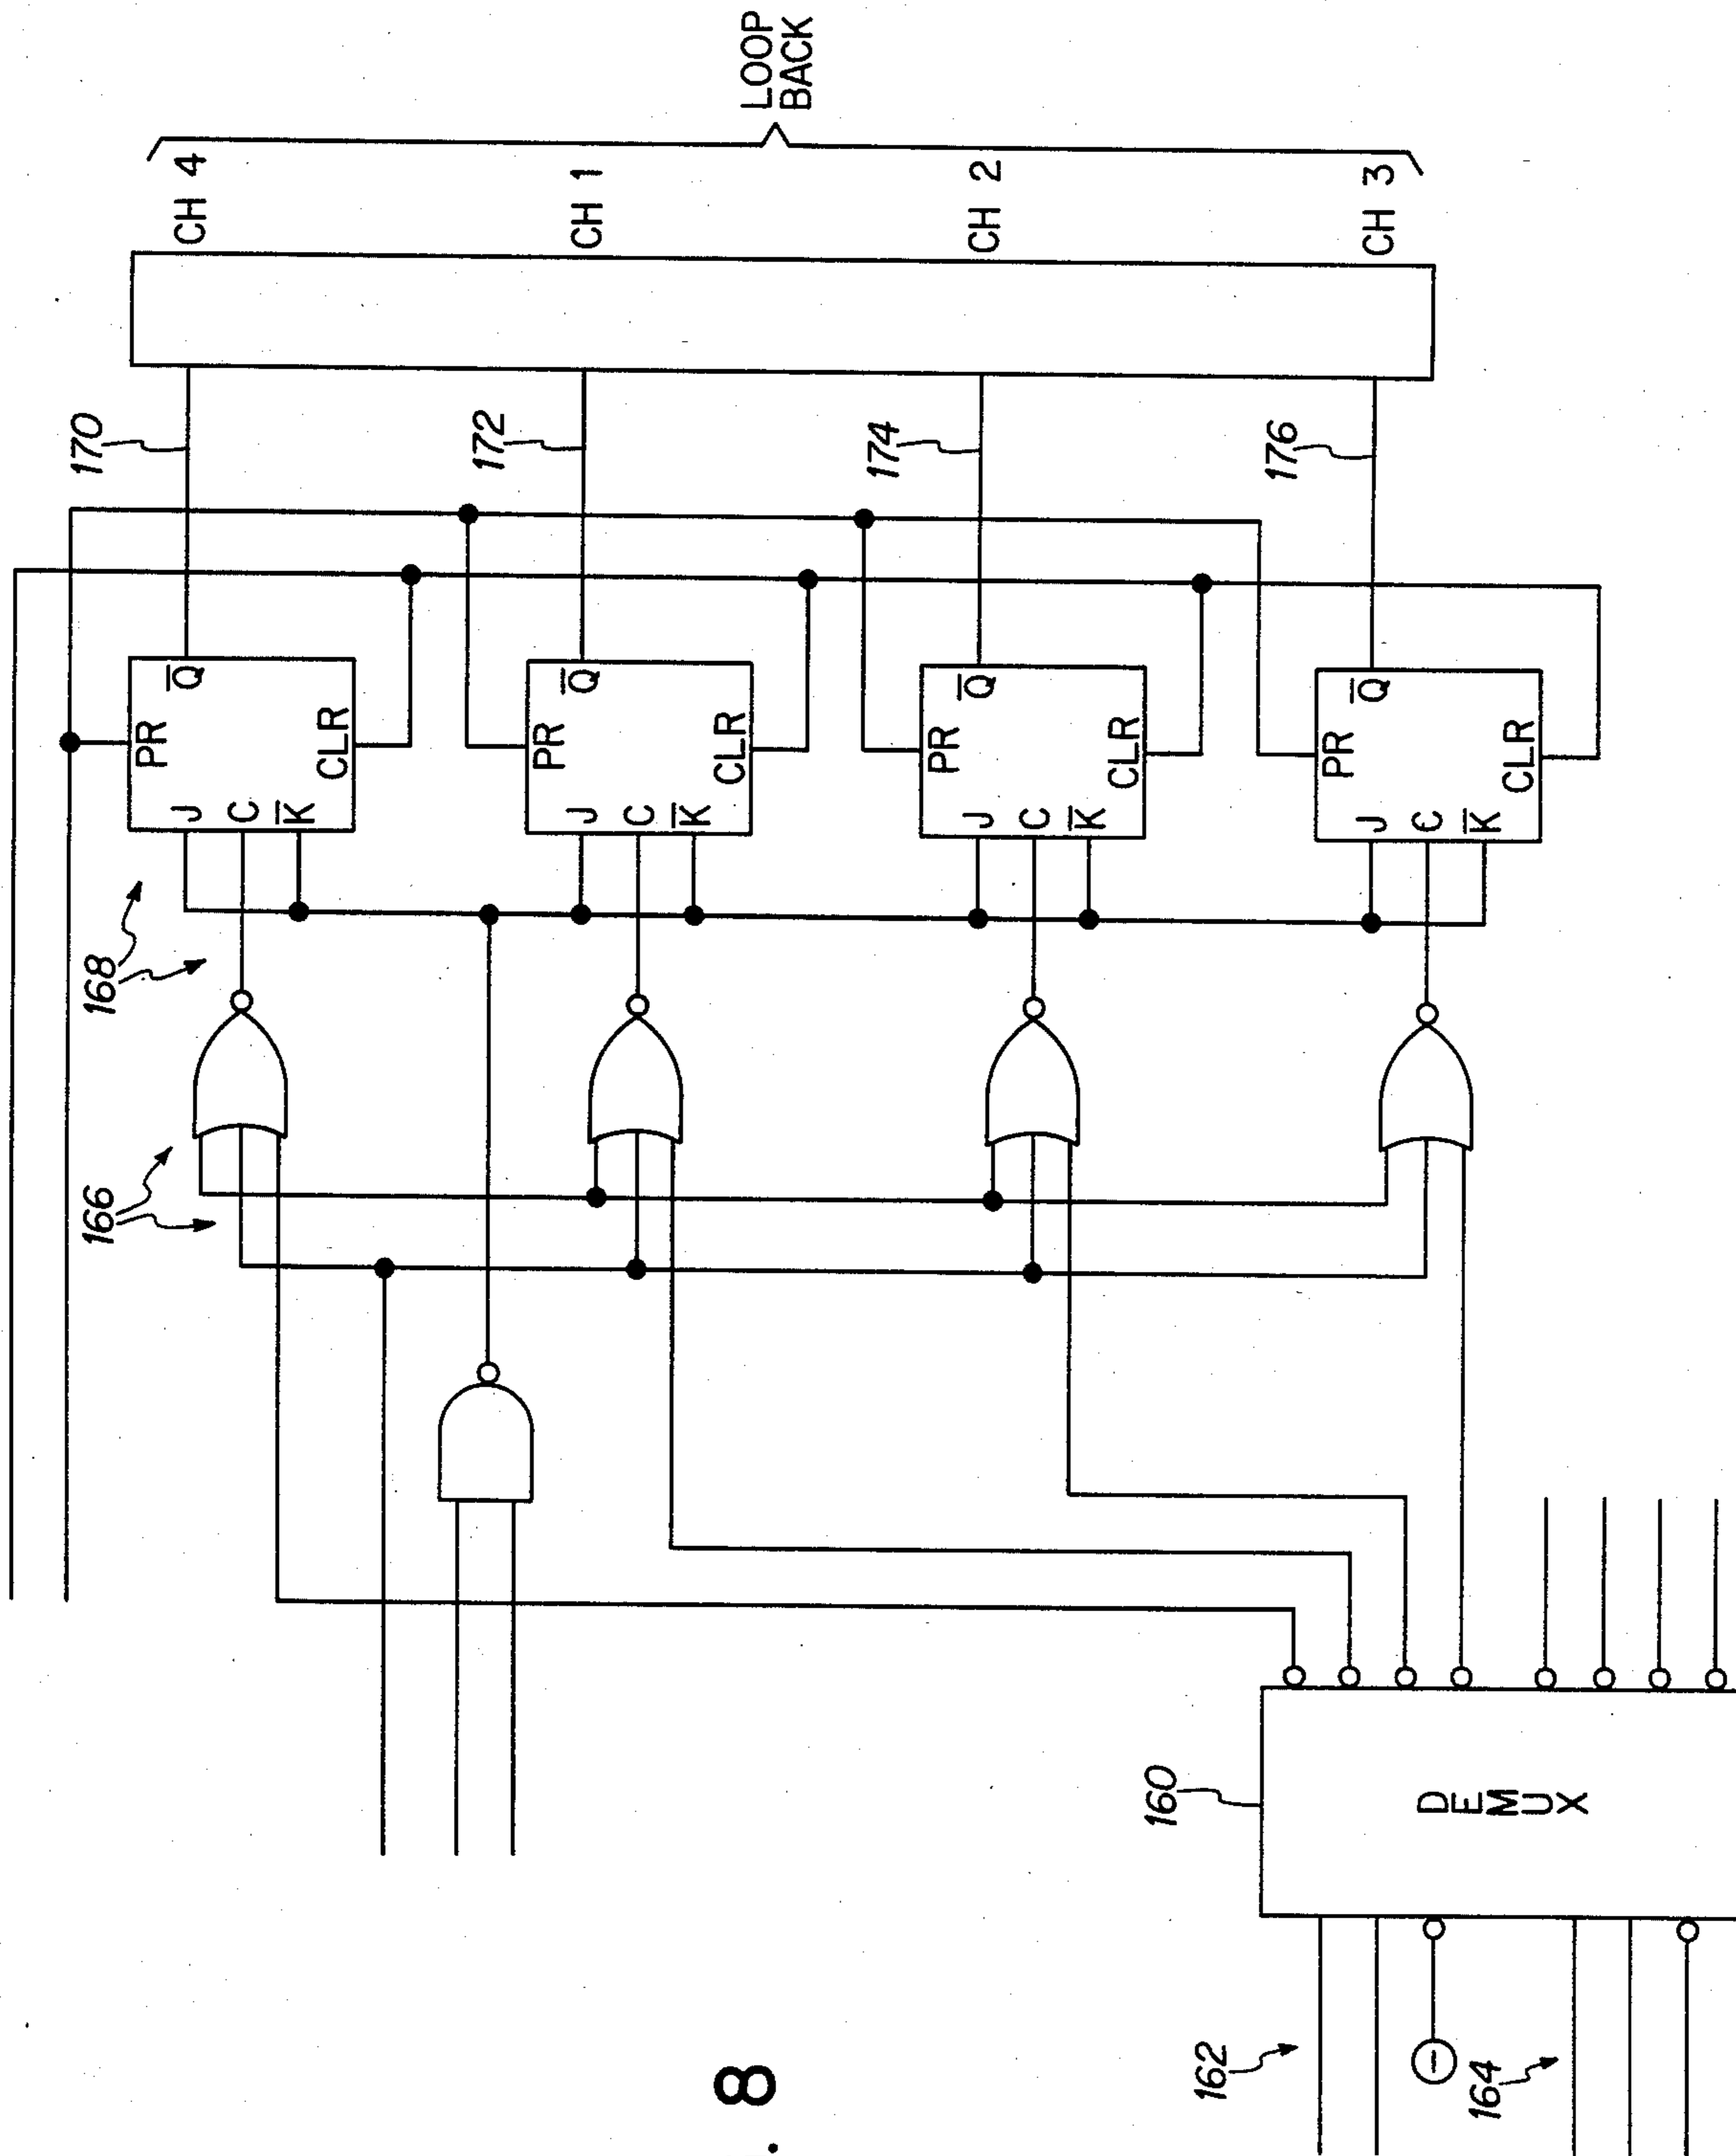 170
172
174
176
CH 4
CH 1
CH 2
CH 3
LOOP
BACK
168
PR
J
C
K̅
Q̅
CLR
PR
J
C
K̅
Q̅
CLR
PR
J
C
K̅
Q̅
CLR
PR
J
C
K̅
Q̅
CLR
166
160
DEMUX
162
−
164
. 8